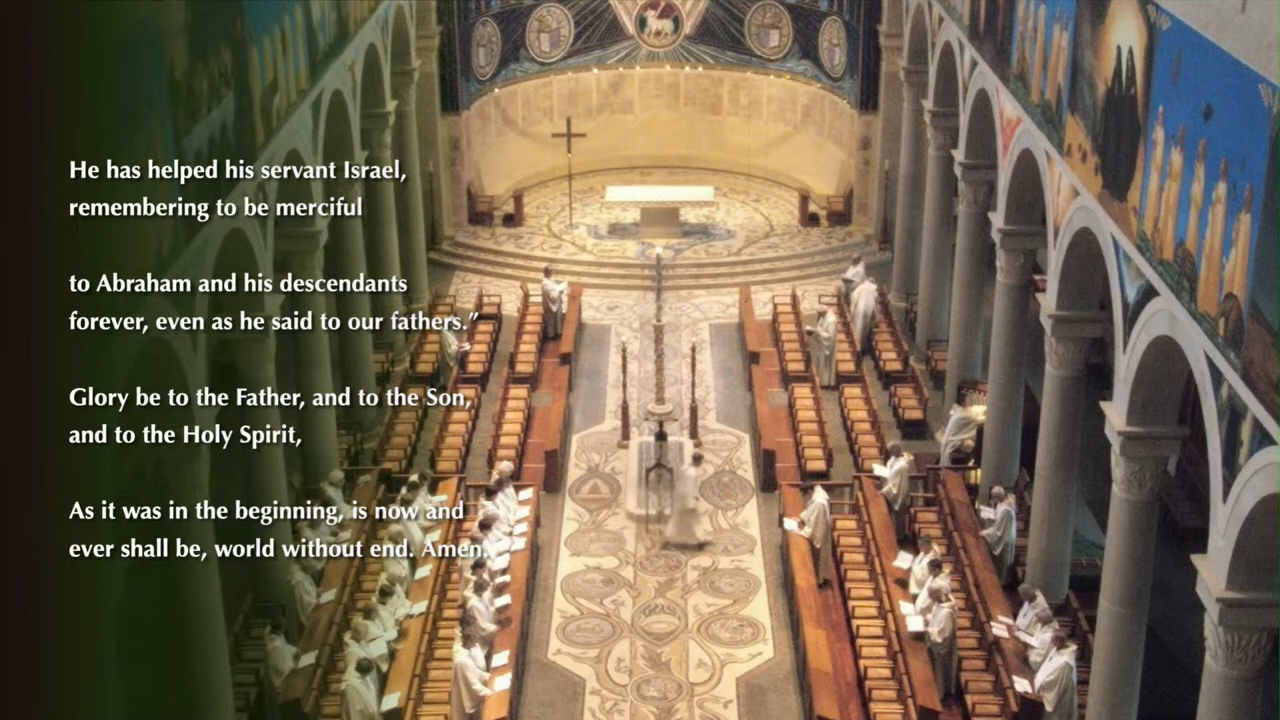 He has helped his servant Israel,
remembering to be merciful
to Abraham and his descendants
forever, even as he said to our fathers.”
Glory be to the Father, and to the Son,
and to the Holy Spirit,
As it was in the beginning, is now and
ever shall be, world without end. Amen.